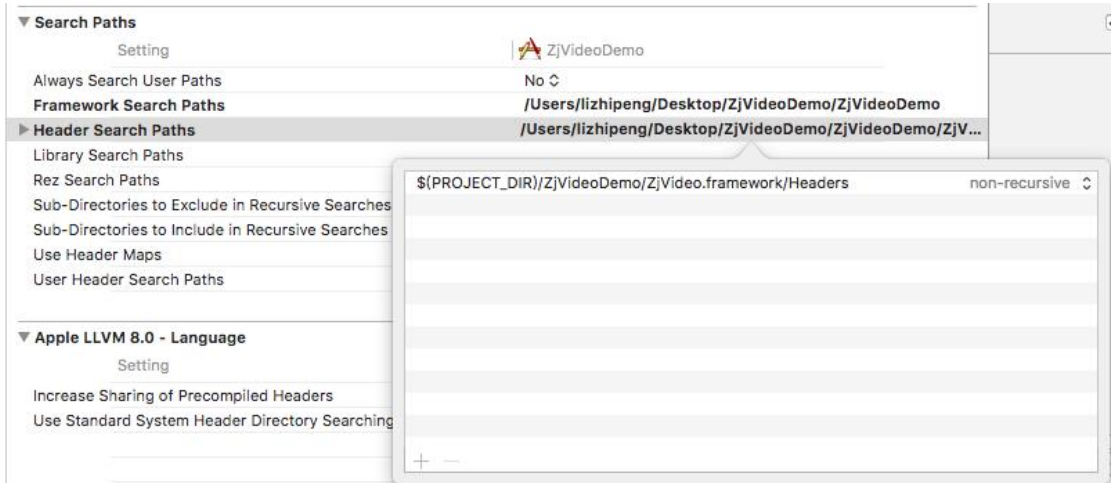 Search Paths
Setting ZjVideoDemo
Always Search User Paths No
Framework Search Paths /Users/lizhipeng/Desktop/ZjVideoDemo/ZjVideoDemo
Header Search Paths /Users/lizhipeng/Desktop/ZjVideoDemo/ZjVideoDemo/ZjV...
Library Search Paths
Rez Search Paths
$(PROJECT_DIR)/ZjVideoDemo/ZjVideo.framework/Headers non-recursive
Sub-Directories to Exclude in Recursive Searches
Sub-Directories to Include in Recursive Searches
Use Header Maps
User Header Search Paths
Apple LLVM 8.0 - Language
Setting
Increase Sharing of Precompiled Headers
Use Standard System Header Directory Searching